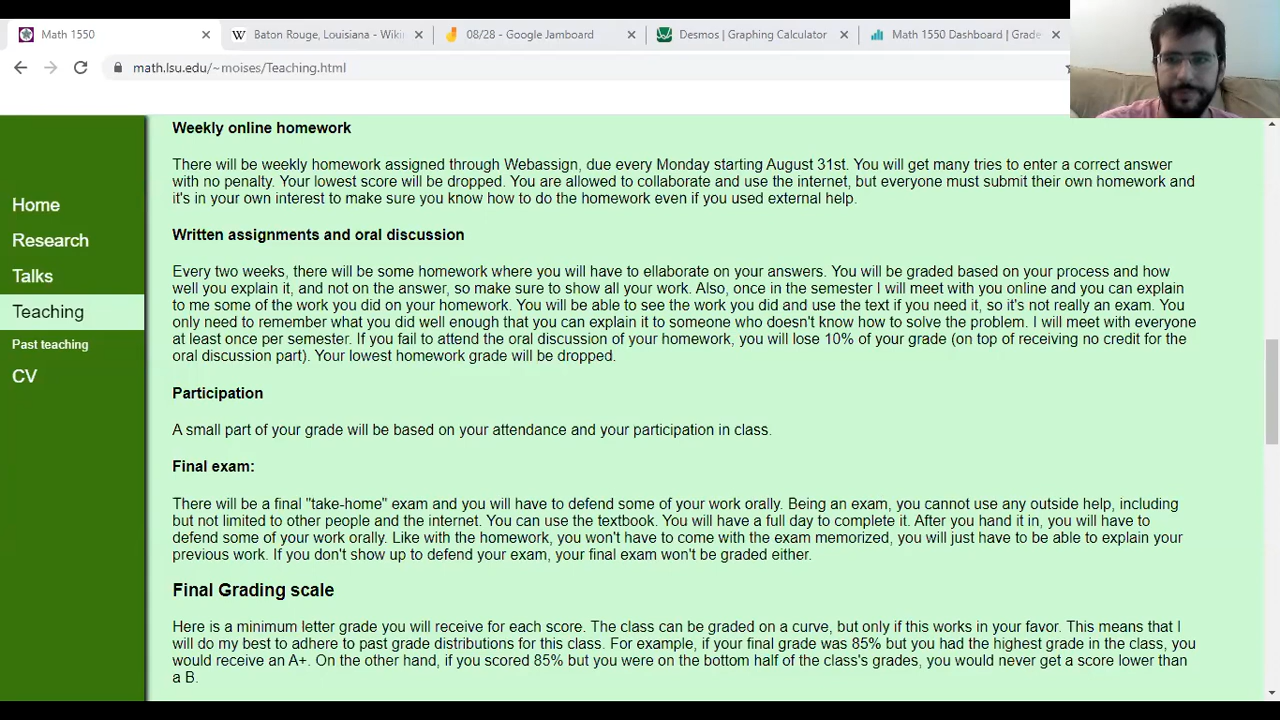 Math 1550
Baton Rouge, Louisiana - Wiki
08/28 - Google Jamboard
Desmos | Graphing Calculator
Math 1550 Dashboard | Grade
math.lsu.edu/~moises/Teaching.html
Home
Research
Talks
Teaching
Past teaching
CV
Weekly online homework
There will be weekly homework assigned through Webassign, due every Monday starting August 31st. You will get many tries to enter a correct answer
with no penalty. Your lowest score will be dropped. You are allowed to collaborate and use the internet, but everyone must submit their own homework and
it's in your own interest to make sure you know how to do the homework even if you used external help.
Written assignments and oral discussion
Every two weeks, there will be some homework where you will have to ellaborate on your answers. You will be graded based on your process and how
well you explain it, and not on the answer, so make sure to show all your work. Also, once in the semester I will meet with you online and you can explain
to me some of the work you did on your homework. You will be able to see the work you did and use the text if you need it, so it's not really an exam. You
only need to remember what you did well enough that you can explain it to someone who doesn't know how to solve the problem. I will meet with everyone
at least once per semester. If you fail to attend the oral discussion of your homework, you will lose 10% of your grade (on top of receiving no credit for the
oral discussion part). Your lowest homework grade will be dropped.
Participation
A small part of your grade will be based on your attendance and your participation in class.
Final exam:
There will be a final "take-home" exam and you will have to defend some of your work orally. Being an exam, you cannot use any outside help, including
but not limited to other people and the internet. You can use the textbook. You will have a full day to complete it. After you hand it in, you will have to
defend some of your work orally. Like with the homework, you won't have to come with the exam memorized, you will just have to be able to explain your
previous work. If you don't show up to defend your exam, your final exam won't be graded either.
Final Grading scale
Here is a minimum letter grade you will receive for each score. The class can be graded on a curve, but only if this works in your favor. This means that I
will do my best to adhere to past grade distributions for this class. For example, if your final grade was 85% but you had the highest grade in the class, you
would receive an A+. On the other hand, if you scored 85% but you were on the bottom half of the class's grades, you would never get a score lower than
a B.